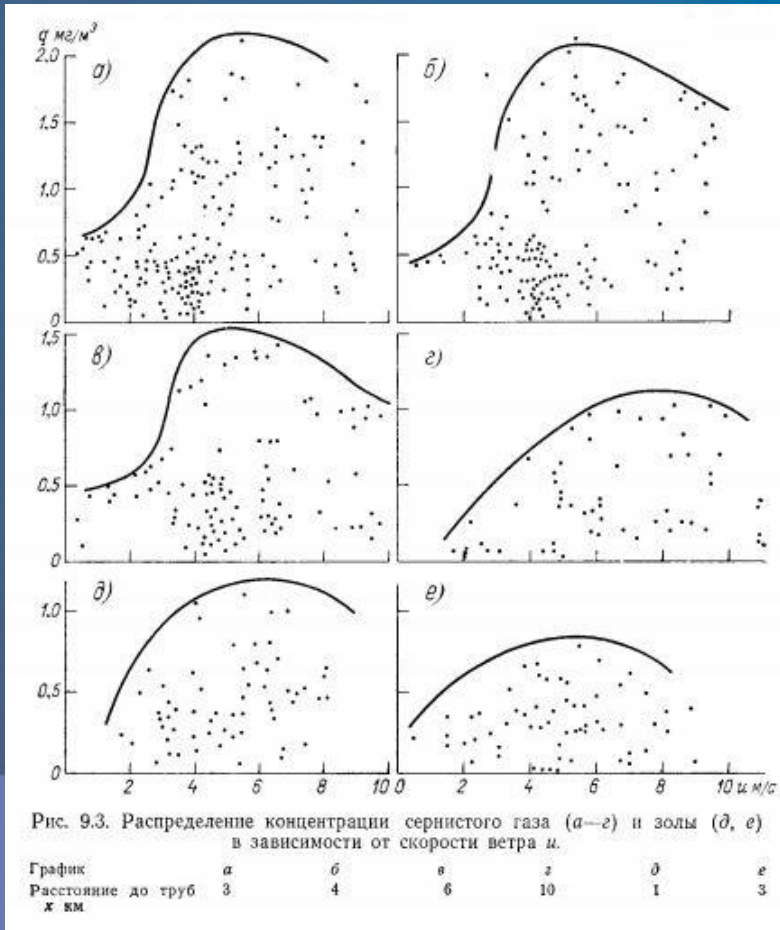 q мг/м³
2.0
а)
б)
1.5
1.0
0.5
0
1.5
в)
г)
1.0
0.5
0
д)
е)
1.0
0,5
0
2 4 6 8 10 0 2 4 6 8 10 u м/с
Рис. 9.3. Распределение концентрации сернистого газа (а—г) и золы (д, е)
в зависимости от скорости ветра u.
График а б в г д е
Расстояние до труб 3 4 6 10 1 3
x км